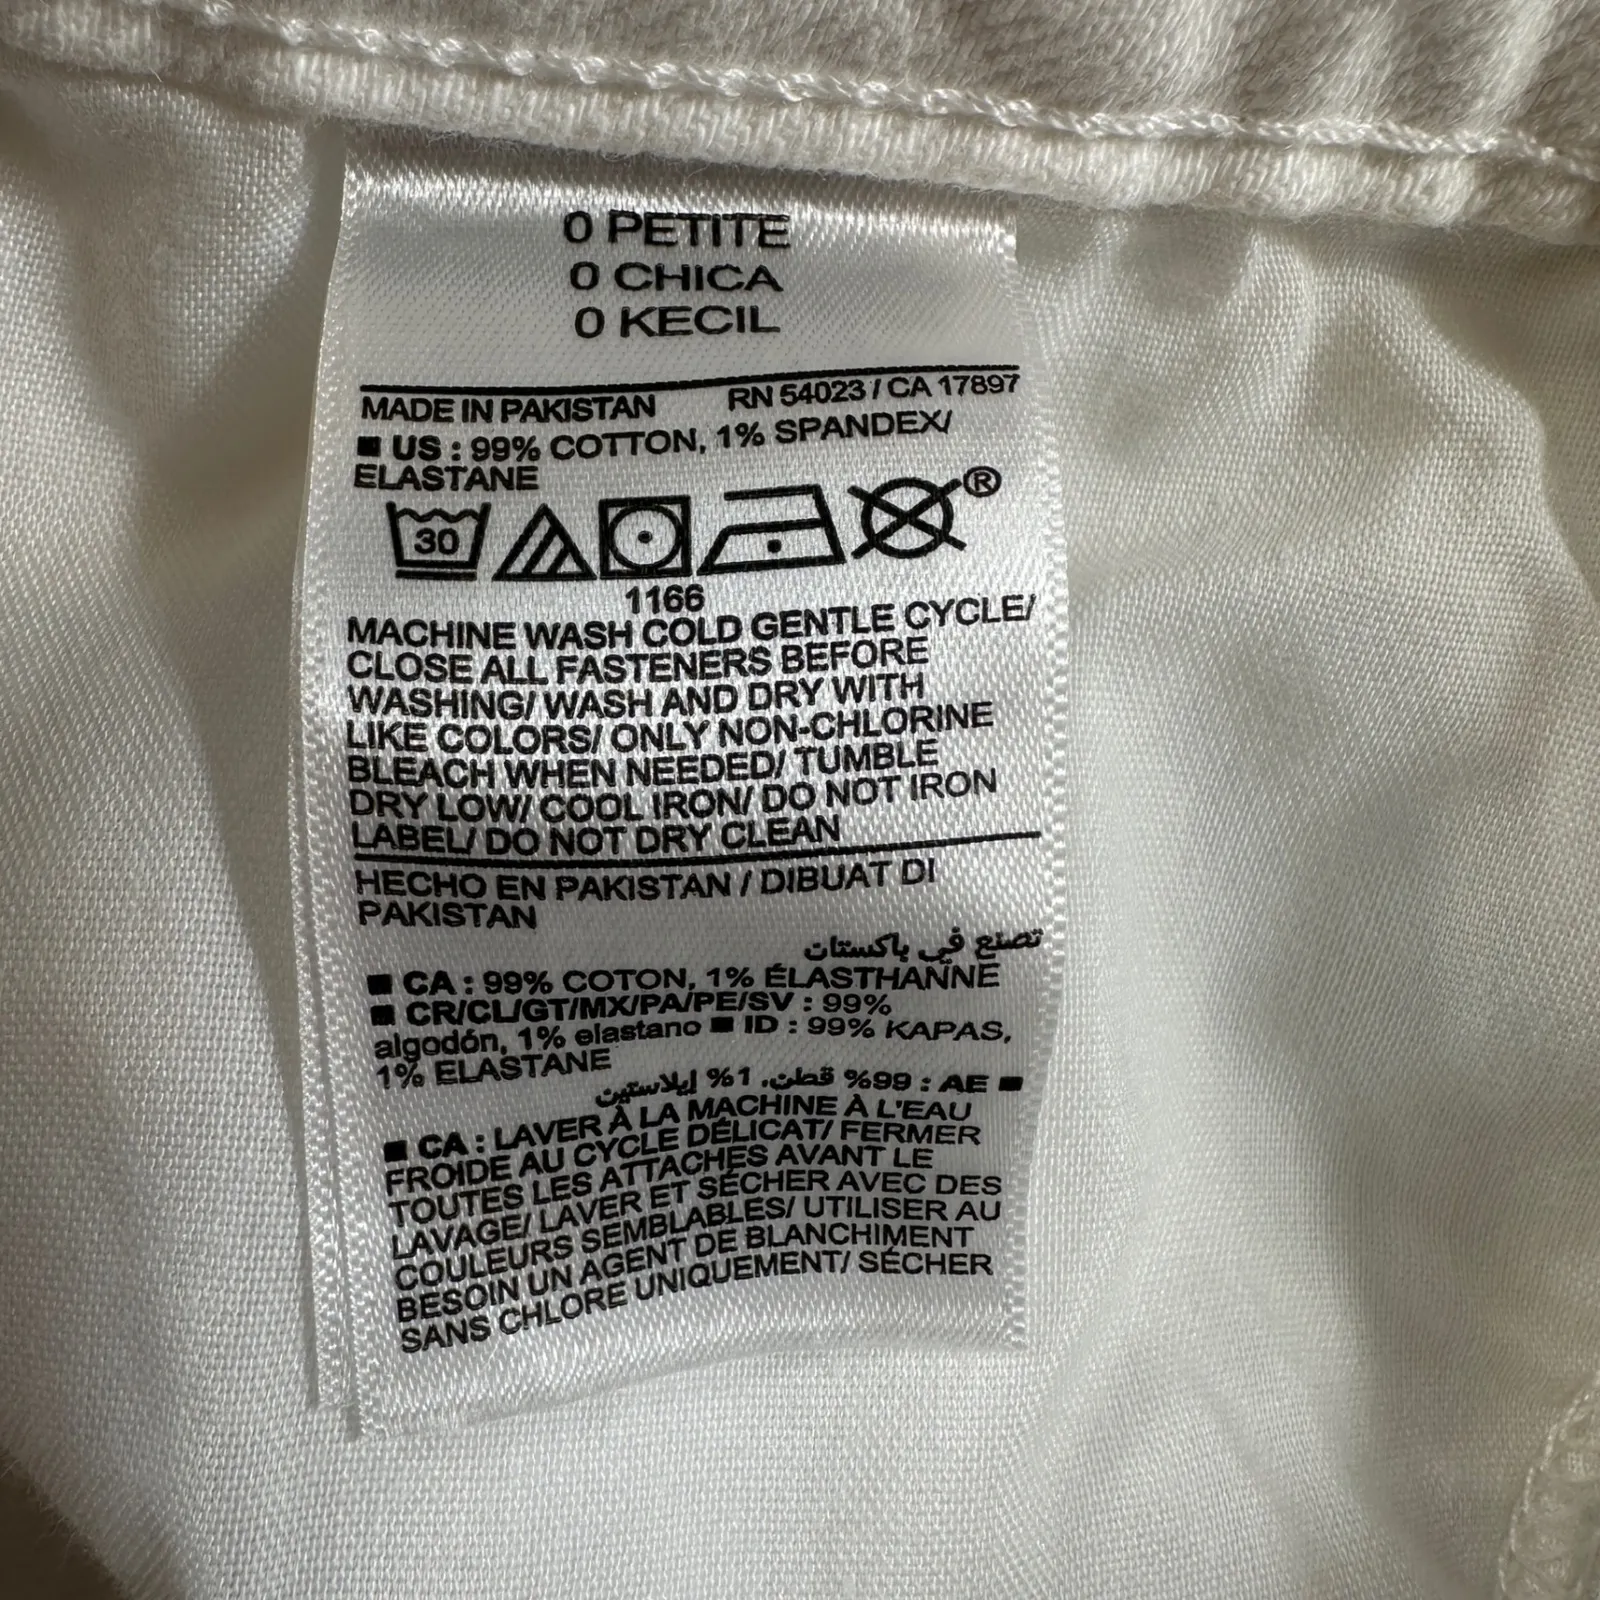 0 PETITE
0 CHICA
0 KECIL
MADE IN PAKISTAN RN 54023 / CA 17897
■ US : 99% COTTON, 1% SPANDEX/
ELASTANE
30 ®
1166
MACHINE WASH COLD GENTLE CYCLE/
CLOSE ALL FASTENERS BEFORE
WASHING/ WASH AND DRY WITH
LIKE COLORS/ ONLY NON-CHLORINE
BLEACH WHEN NEEDED/ TUMBLE
DRY LOW/ COOL IRON/ DO NOT IRON
LABEL/ DO NOT DRY CLEAN
HECHO EN PAKISTAN / DIBUAT DI
PAKISTAN
تصنع في باكستان
■ CA : 99% COTON, 1% ÉLASTHANNE
■ CR/CL/GT/MX/PA/PE/SV : 99%
algodón, 1% elastano ■ ID : 99% KAPAS,
1% ELASTANE
■ AE : 99% قطن, 1% إيلاستين
■ CA : LAVER À LA MACHINE À L'EAU
FROIDE AU CYCLE DÉLICAT/ FERMER
TOUTES LES ATTACHES AVANT LE
LAVAGE/ LAVER ET SÉCHER AVEC DES
COULEURS SEMBLABLES/ UTILISER AU
BESOIN UN AGENT DE BLANCHIMENT
SANS CHLORE UNIQUEMENT/ SÉCHER